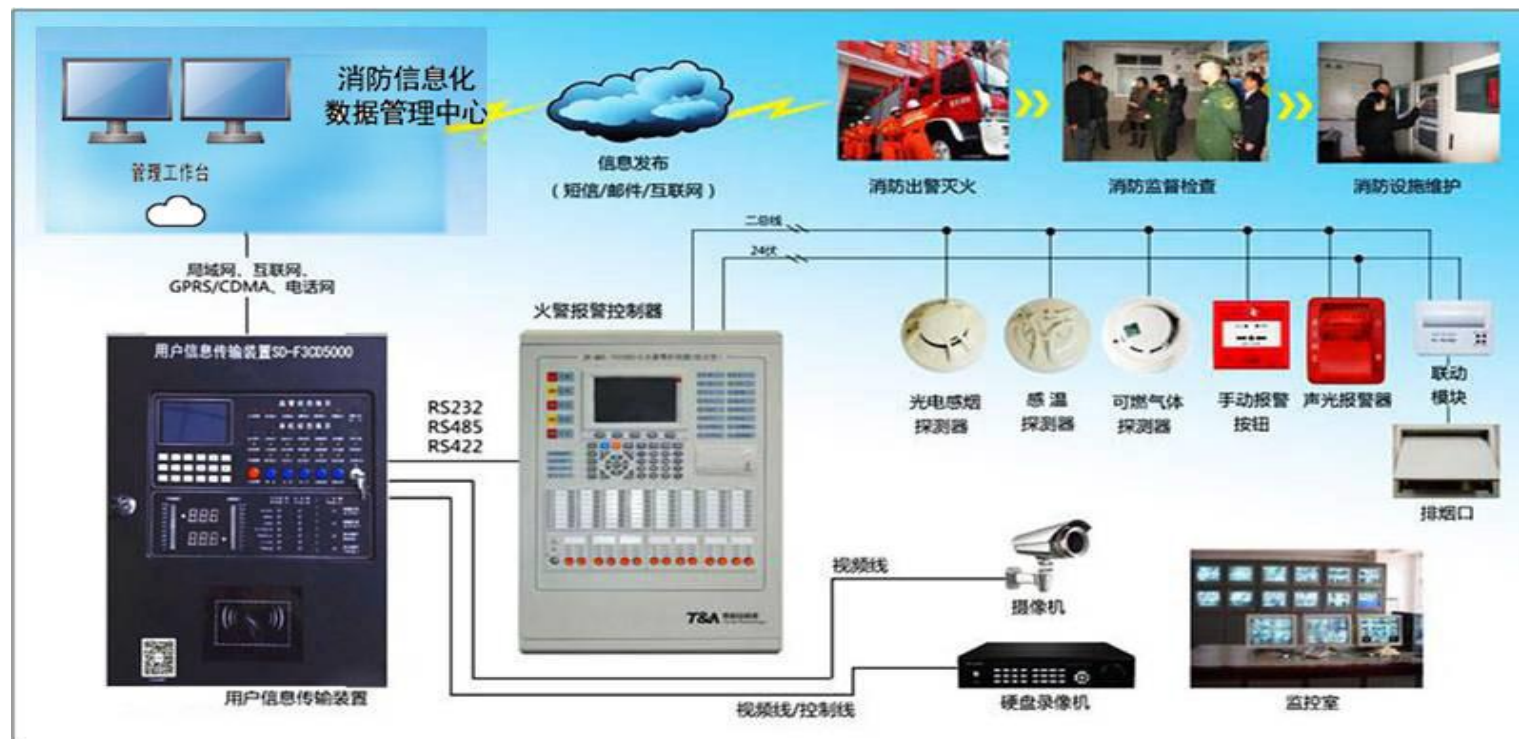 消防信息化
数据管理中心
管理工作台
信息发布
（短信/邮件/互联网）
消防出警灭火
消防监督检查
消防设施维护
局域网、互联网、
GPRS/CDMA、电话网
二总线
24伏
火警报警控制器
用户信息传输装置SD-F3CD5000
RS232
RS485
RS422
光电感烟
探测器
感温
探测器
可燃气体
探测器
手动报警
按钮
声光报警器
联动
模块
排烟口
T&A
视频线
摄像机
用户信息传输装置
视频线/控制线
硬盘录像机
监控室